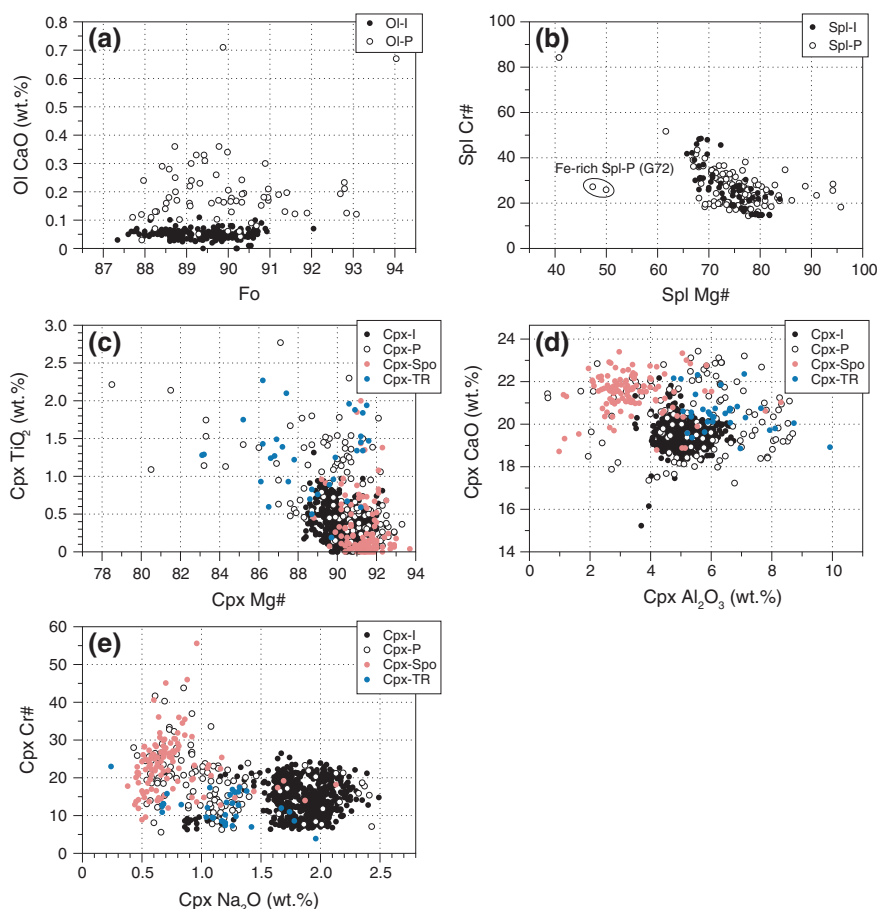 (a)
Ol-I
Ol-P
Ol CaO (wt.%)
0.8
0.7
0.6
0.5
0.4
0.3
0.2
0.1
0
87 88 89 90 91 92 93 94
Fo
(b)
Spl-I
Spl-P
Spl Cr#
100
80
60
40
20
0
Fe-rich Spl-P (G72)
40 50 60 70 80 90 100
Spl Mg#
(c)
Cpx-I
Cpx-P
Cpx-Spo
Cpx-TR
Cpx TiO₂ (wt. %)
3.0
2.5
2.0
1.5
1.0
0.5
0
78 80 82 84 86 88 90 92 94
Cpx Mg#
(d)
Cpx-I
Cpx-P
Cpx-Spo
Cpx-TR
Cpx CaO (wt. %)
24
22
20
18
16
14
0 2 4 6 8 10
Cpx Al₂O₃ (wt.%)
(e)
Cpx-I
Cpx-P
Cpx-Spo
Cpx-TR
Cpx Cr#
60
50
40
30
20
10
0
0 0.5 1.0 1.5 2.0 2.5
Cpx Na₂O (wt.%)